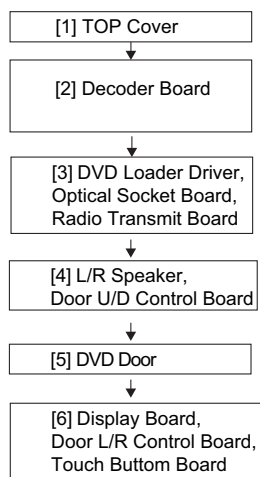 [1] TOP Cover
[2] Decoder Board
[3] DVD Loader Driver,
Optical Socket Board,
Radio Transmit Board
[4] L/R Speaker,
Door U/D Control Board
[5] DVD Door
[6] Display Board,
Door L/R Control Board,
Touch Buttom Board